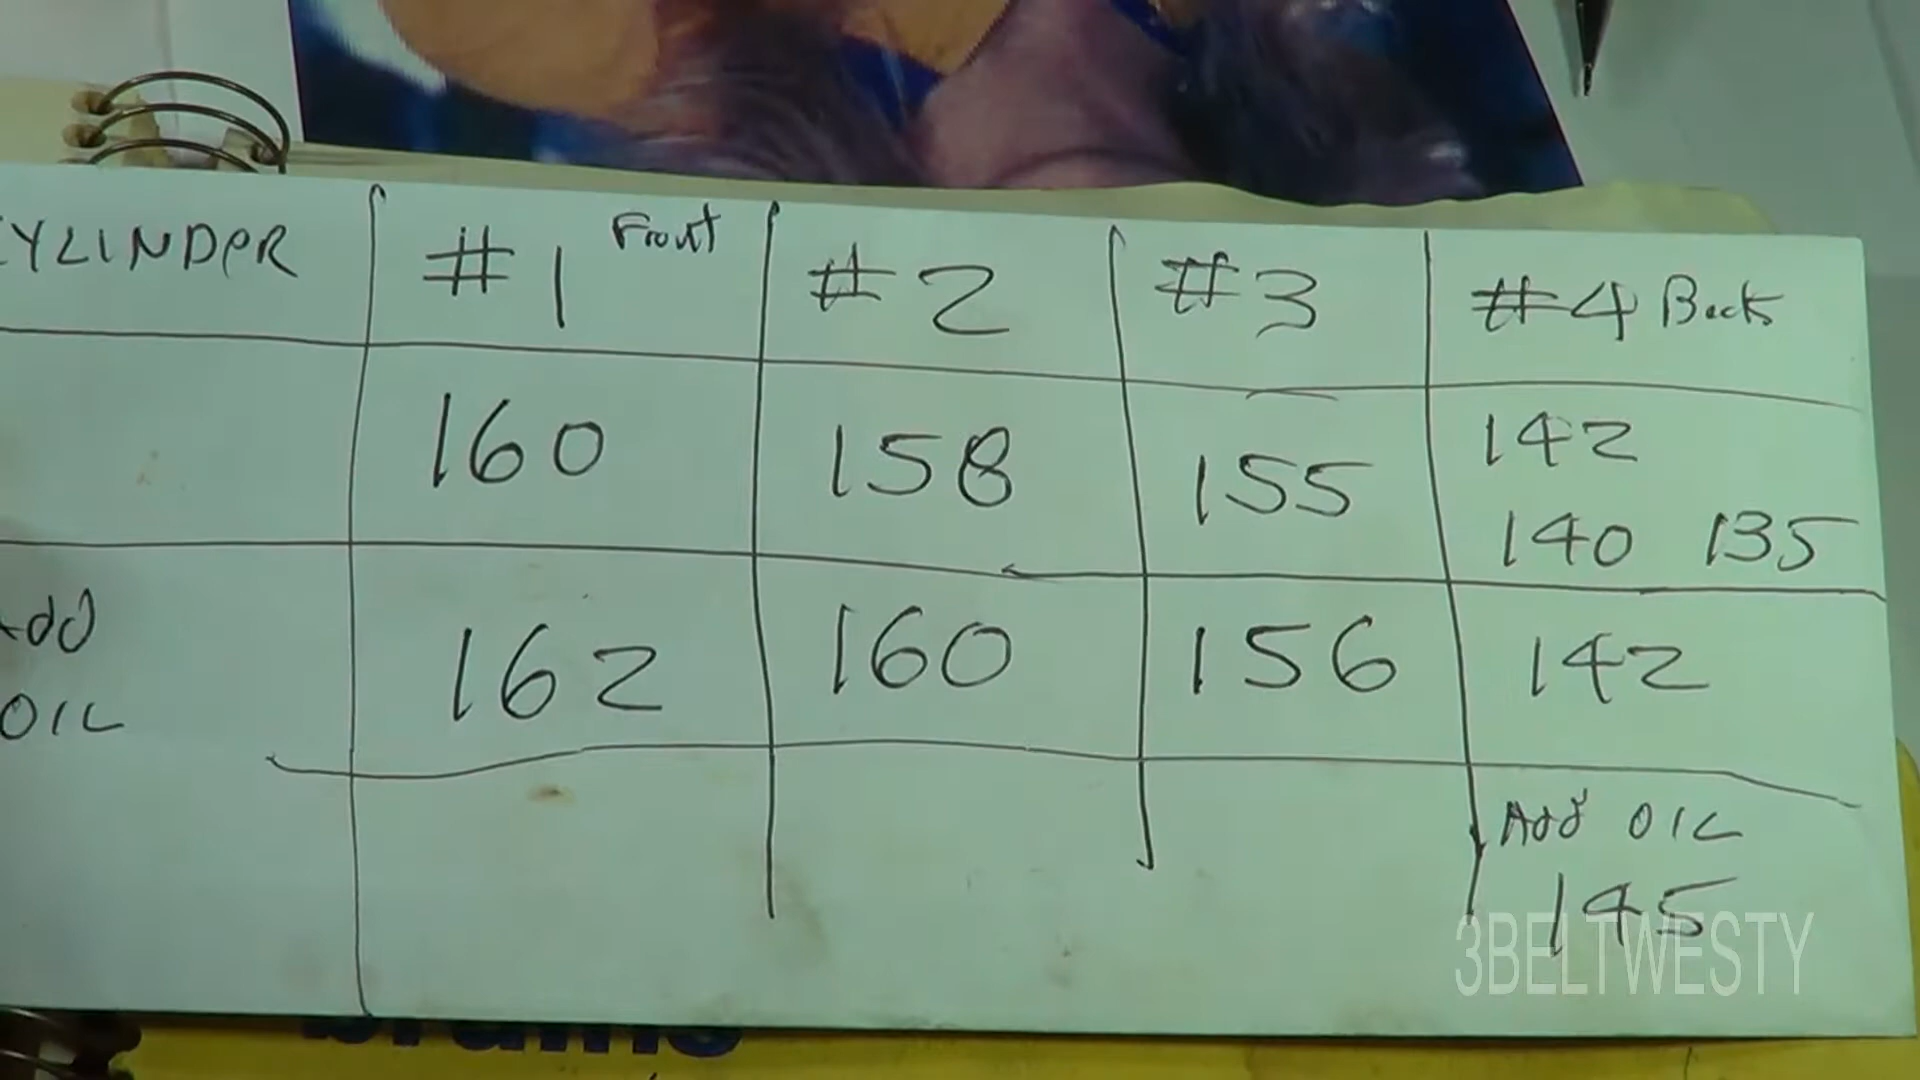 CYLINDER #1 Front #2 #3 #4 Back
160 158 155 142
140 135
Add
OIL
162 160 156 142
Add OIL
145
3BELTWESTY